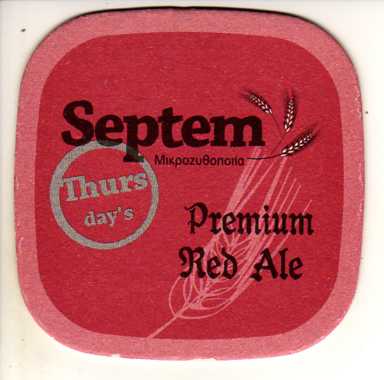 Septem
Μικροζυθοποιία
Thurs
day's
Premium
Red Ale